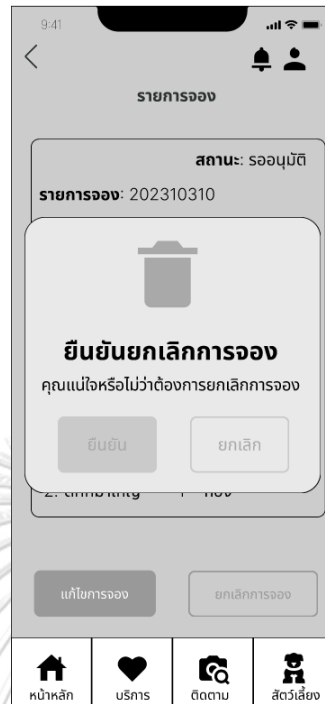 9:41
รายการจอง
สถานะ: รออนุมัติ
รายการจอง: 202310310
ยืนยันยกเลิกการจอง
คุณแน่ใจหรือไม่ว่าต้องการยกเลิกการจอง
ยืนยัน ยกเลิก
แก้ไขการจอง ยกเลิกการจอง
หน้าหลัก บริการ ติดตาม สัตว์เลี้ยง